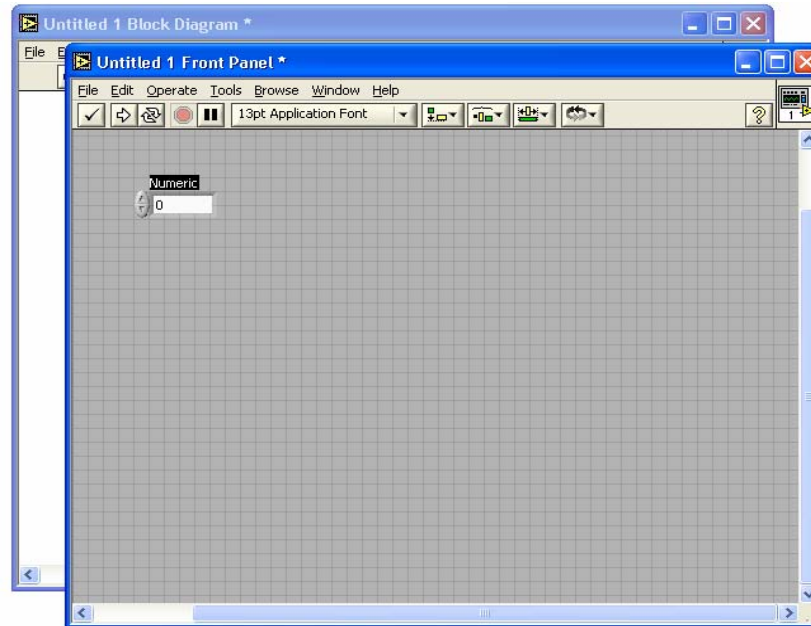 Untitled 1 Block Diagram *
File E
Untitled 1 Front Panel *
File Edit Operate Tools Browse Window Help
13pt Application Font
1
Numeric
0